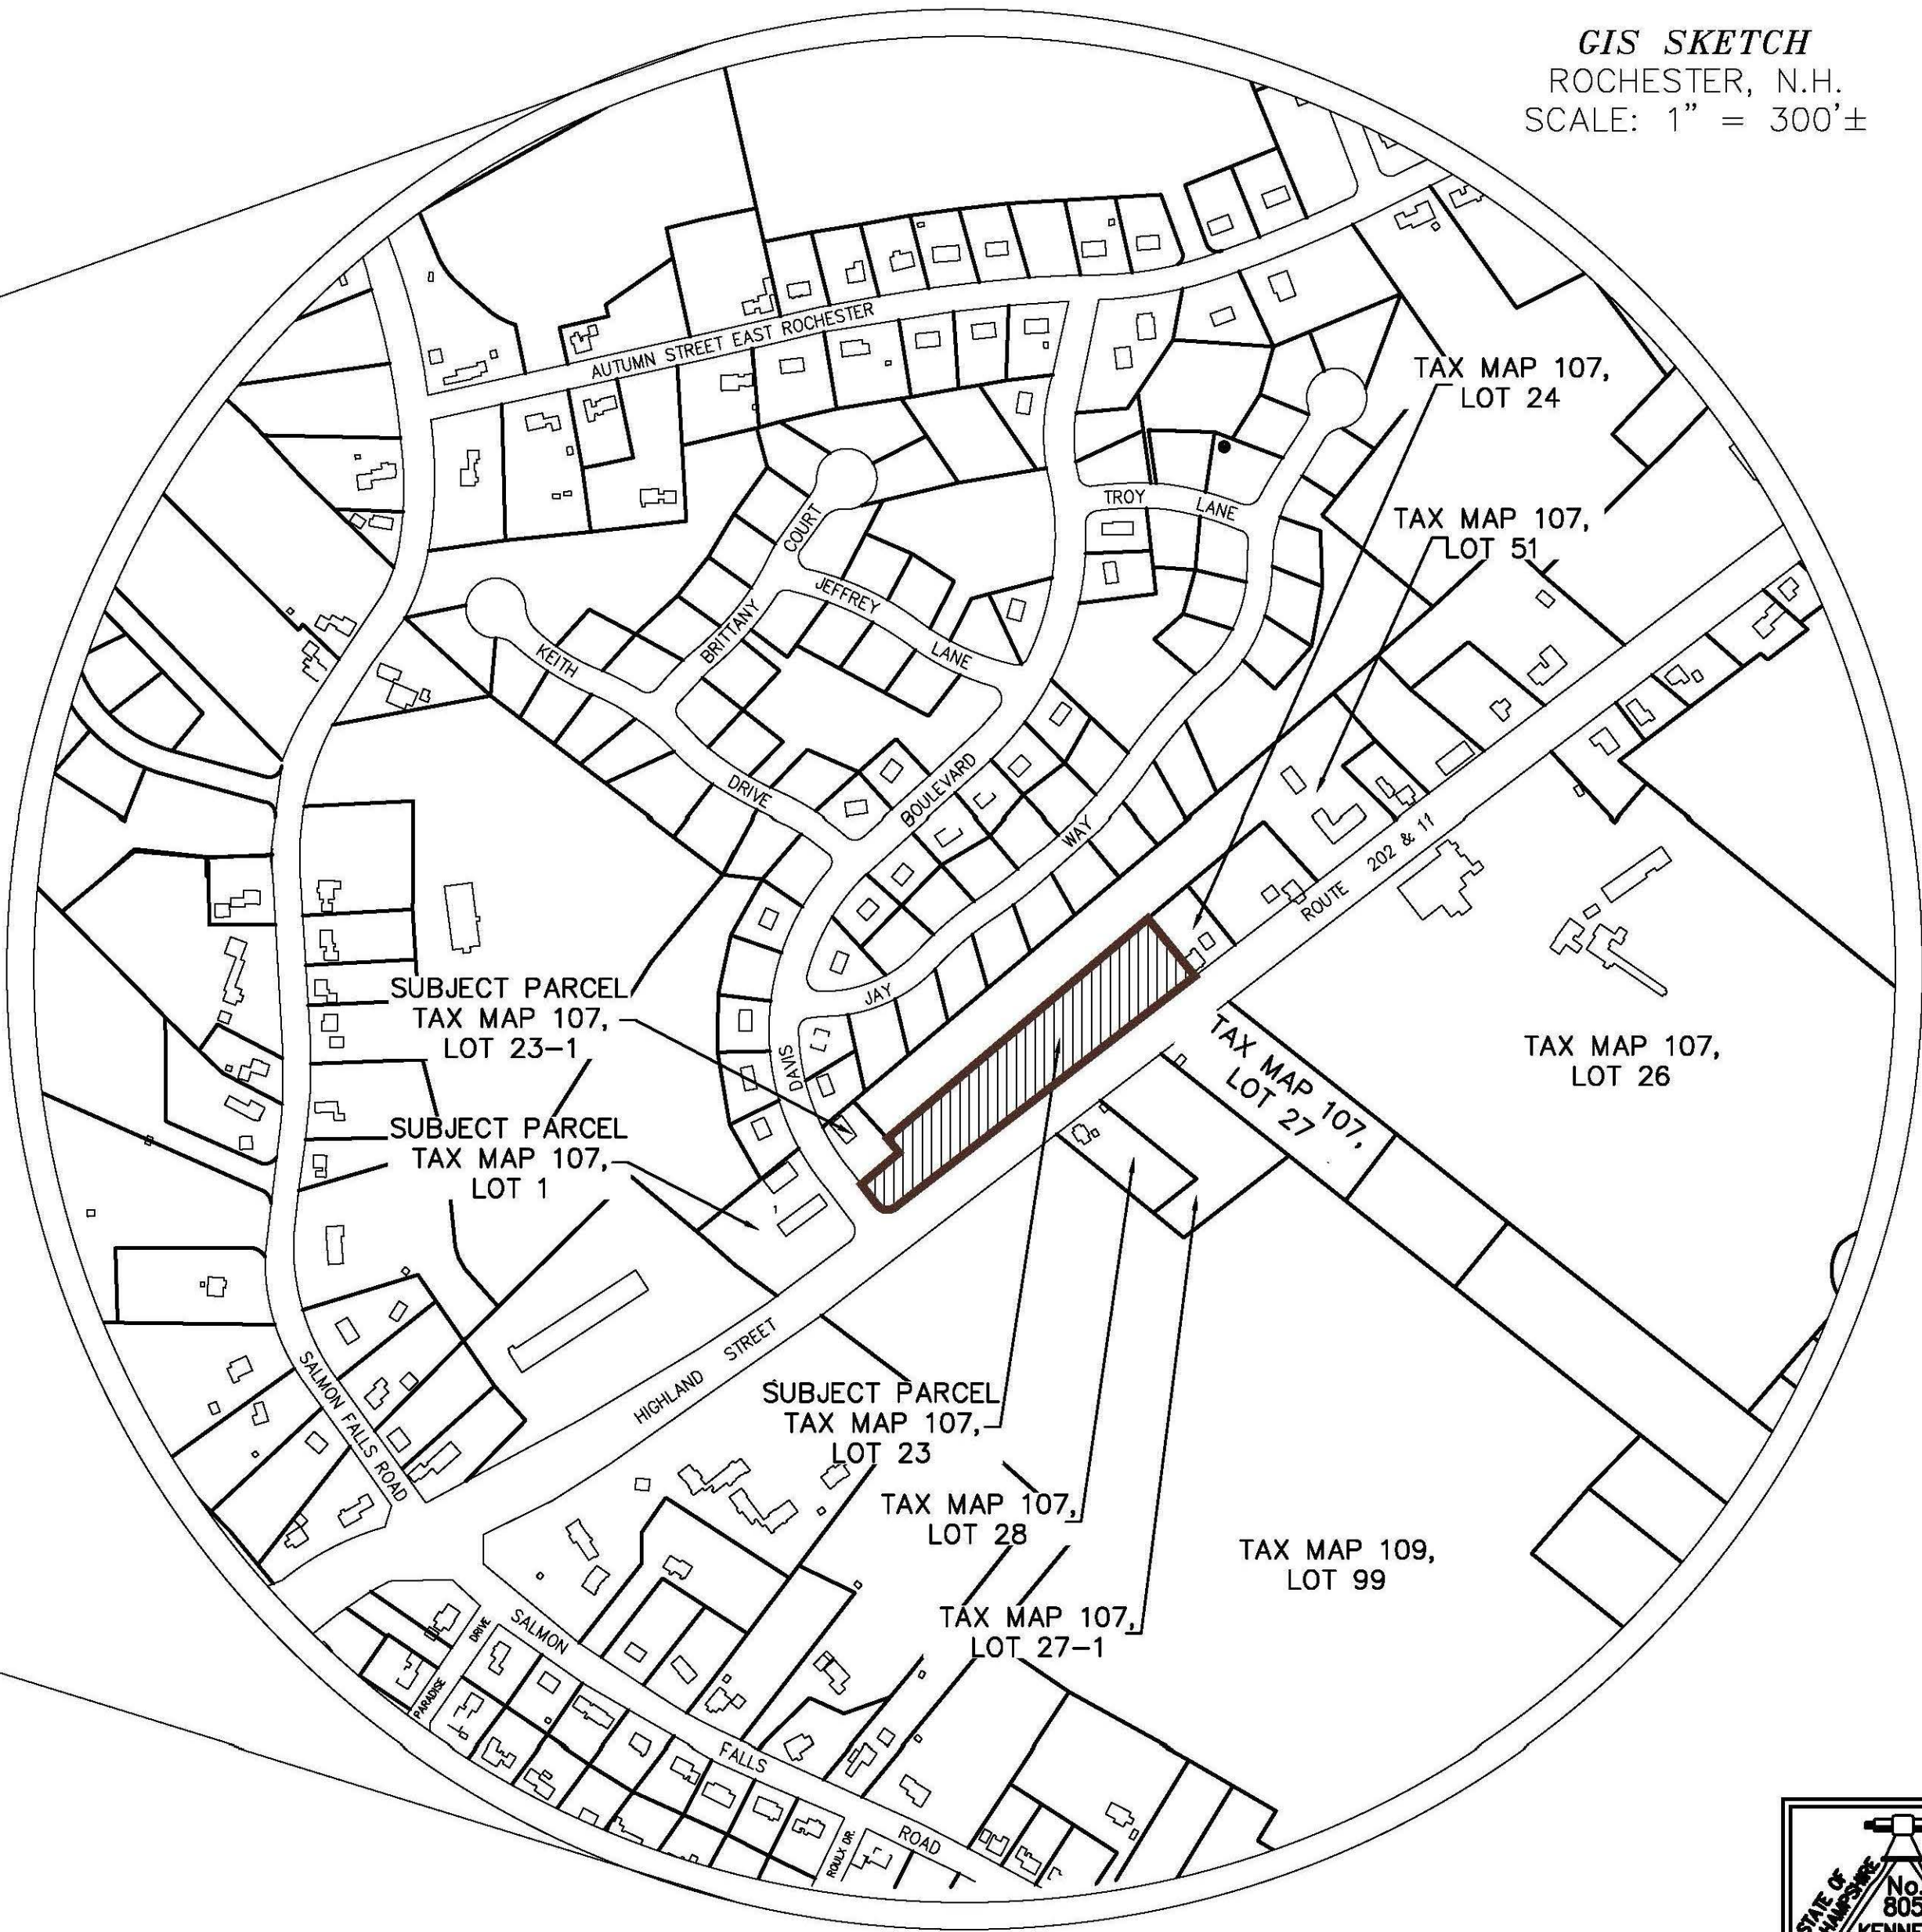 GIS SKETCH
ROCHESTER, N.H.
SCALE: 1" = 300'±
AUTUMN STREET EAST ROCHESTER
TAX MAP 107,
LOT 24
TAX MAP 107,
LOT 51
TROY LANE
COURT
BRITTANY
JEFFREY
LANE
KEITH
DRIVE
BOULEVARD
WAY
JAY
DAVIS
ROUTE 202 & 11
SUBJECT PARCEL
TAX MAP 107,
LOT 23-1
TAX MAP 107,
LOT 27
TAX MAP 107,
LOT 26
SUBJECT PARCEL
TAX MAP 107,
LOT 1
HIGHLAND STREET
SALMON FALLS ROAD
SUBJECT PARCEL
TAX MAP 107,
LOT 23
TAX MAP 107,
LOT 28
TAX MAP 109,
LOT 99
TAX MAP 107,
LOT 27-1
PARADISE DRIVE
SALMON
FALLS
ROAD
ROULX DR.
STATE OF
HAMPSHIRE
No.
805